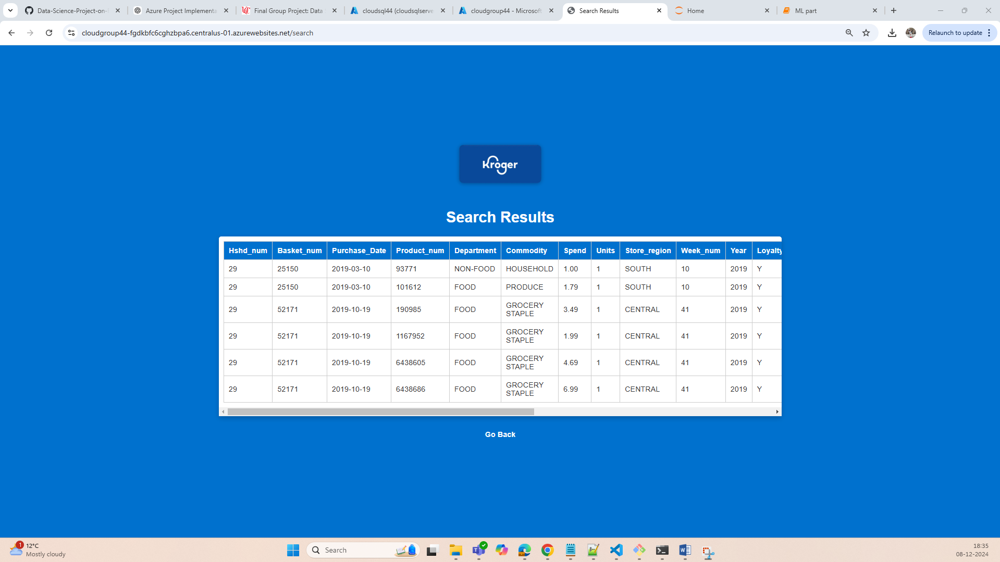 Data-Science-Project-on-
Azure Project Implementa
Final Group Project: Data
cloudsql44 (cloudsqlserve
cloudgroup44 - Microsoft
Search Results
Home
ML part
cloudgroup44-fgdkbfc6cghzbpa6.centralus-01.azurewebsites.net/search
Relaunch to update
Kroger
Search Results
Hshd_num Basket_num Purchase_Date Product_num Department Commodity Spend Units Store_region Week_num Year Loyalty
29 25150 2019-03-10 93771 NON-FOOD HOUSEHOLD 1.00 1 SOUTH 10 2019 Y
29 25150 2019-03-10 101612 FOOD PRODUCE 1.79 1 SOUTH 10 2019 Y
29 52171 2019-10-19 190985 FOOD GROCERY STAPLE 3.49 1 CENTRAL 41 2019 Y
29 52171 2019-10-19 1167952 FOOD GROCERY STAPLE 1.99 1 CENTRAL 41 2019 Y
29 52171 2019-10-19 6438605 FOOD GROCERY STAPLE 4.69 1 CENTRAL 41 2019 Y
29 52171 2019-10-19 6438686 FOOD GROCERY STAPLE 6.99 1 CENTRAL 41 2019 Y
Go Back
1
12°C
Mostly cloudy
Search
18:35
08-12-2024